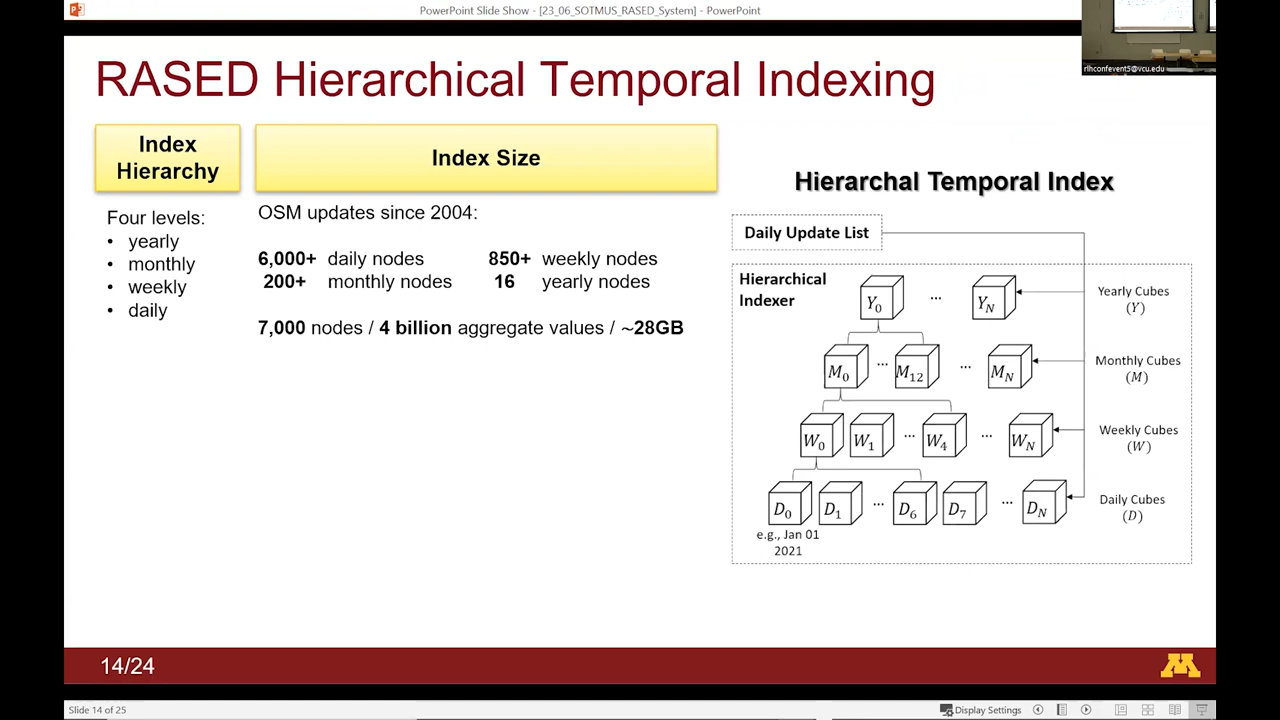 PowerPoint Slide Show - [23_06_SOTMUS_RASED_System] - PowerPoint
rlhconfevent5@vcu.edu
RASED Hierarchical Temporal Indexing
Index
Hierarchy
Four levels:
• yearly
• monthly
• weekly
• daily
Index Size
OSM updates since 2004:
6,000+ daily nodes 850+ weekly nodes
200+ monthly nodes 16 yearly nodes
7,000 nodes / 4 billion aggregate values / ~28GB
Hierarchal Temporal Index
Daily Update List
Hierarchical
Indexer
Y0 ... YN
Yearly Cubes
(Y)
M0 ... M12 ... MN
Monthly Cubes
(M)
W0 W1 ... W4 ... WN
Weekly Cubes
(W)
D0 D1 ... D6 D7 ... DN
Daily Cubes
(D)
e.g., Jan 01
2021
14/24
M
Slide 14 of 25
Display Settings